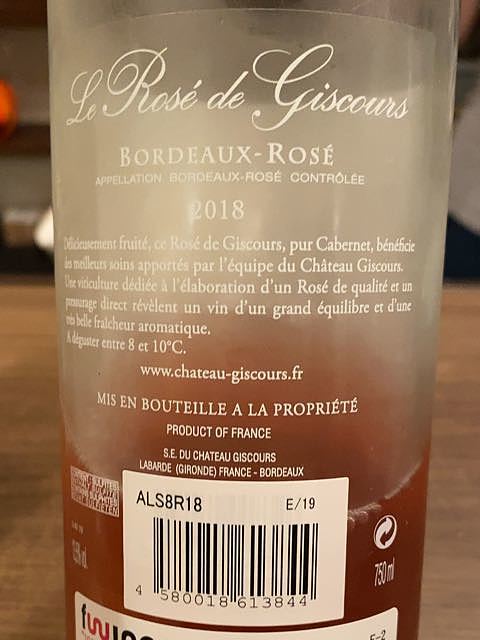 Le Rosé de Giscours
BORDEAUX-ROSÉ
APPELLATION BORDEAUX-ROSÉ CONTRÔLÉE
2018
Délicieusement fruité, ce Rosé de Giscours, pur Cabernet, bénéficie
des meilleurs soins apportés par l'équipe du Château Giscours.
Une viticulture dédiée à l'élaboration d'un Rosé de qualité et un
pressurage direct révèlent un vin d'un grand équilibre et d'une
très belle fraîcheur aromatique.
A déguster entre 8 et 10°C.
www.chateau-giscours.fr
MIS EN BOUTEILLE A LA PROPRIÉTÉ
PRODUCT OF FRANCE
S.E. DU CHATEAU GISCOURS
LABARDE (GIRONDE) FRANCE - BORDEAUX
ALS8R18 E/19
4 580018 613844
750 ml
E-2